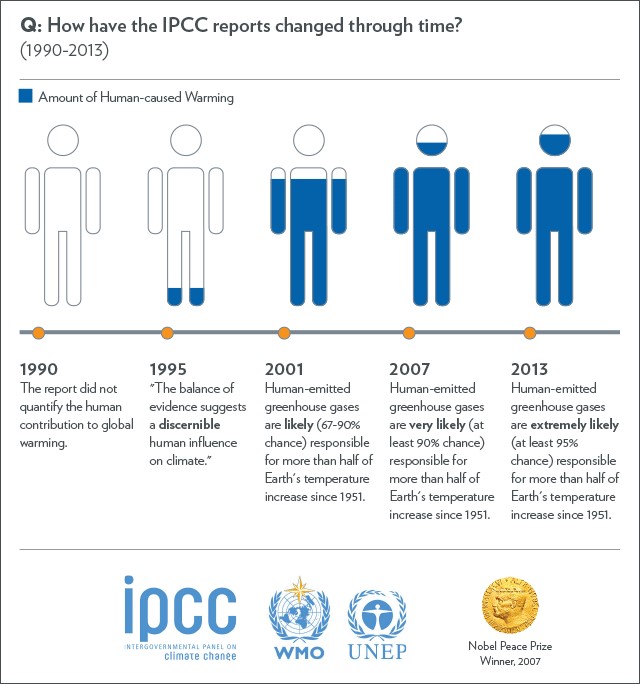 Q: How have the IPCC reports changed through time?
(1990-2013)
Amount of Human-caused Warming
1990
The report did not
quantify the human
contribution to global
warming.
1995
"The balance of
evidence suggests
a discernible
human influence
on climate."
2001
Human-emitted
greenhouse gases
are likely (67-90%
chance) responsible
for more than half of
Earth's temperature
increase since 1951.
2007
Human-emitted
greenhouse gases
are very likely (at
least 90% chance)
responsible for
more than half of
Earth's temperature
increase since 1951.
2013
Human-emitted
greenhouse gases
are extremely likely
(at least 95%
chance) responsible
for more than half of
Earth's temperature
increase since 1951.
ipcc
INTERGOVERNMENTAL PANEL ON
climate change
WMO
UNEP
Nobel Peace Prize
Winner, 2007